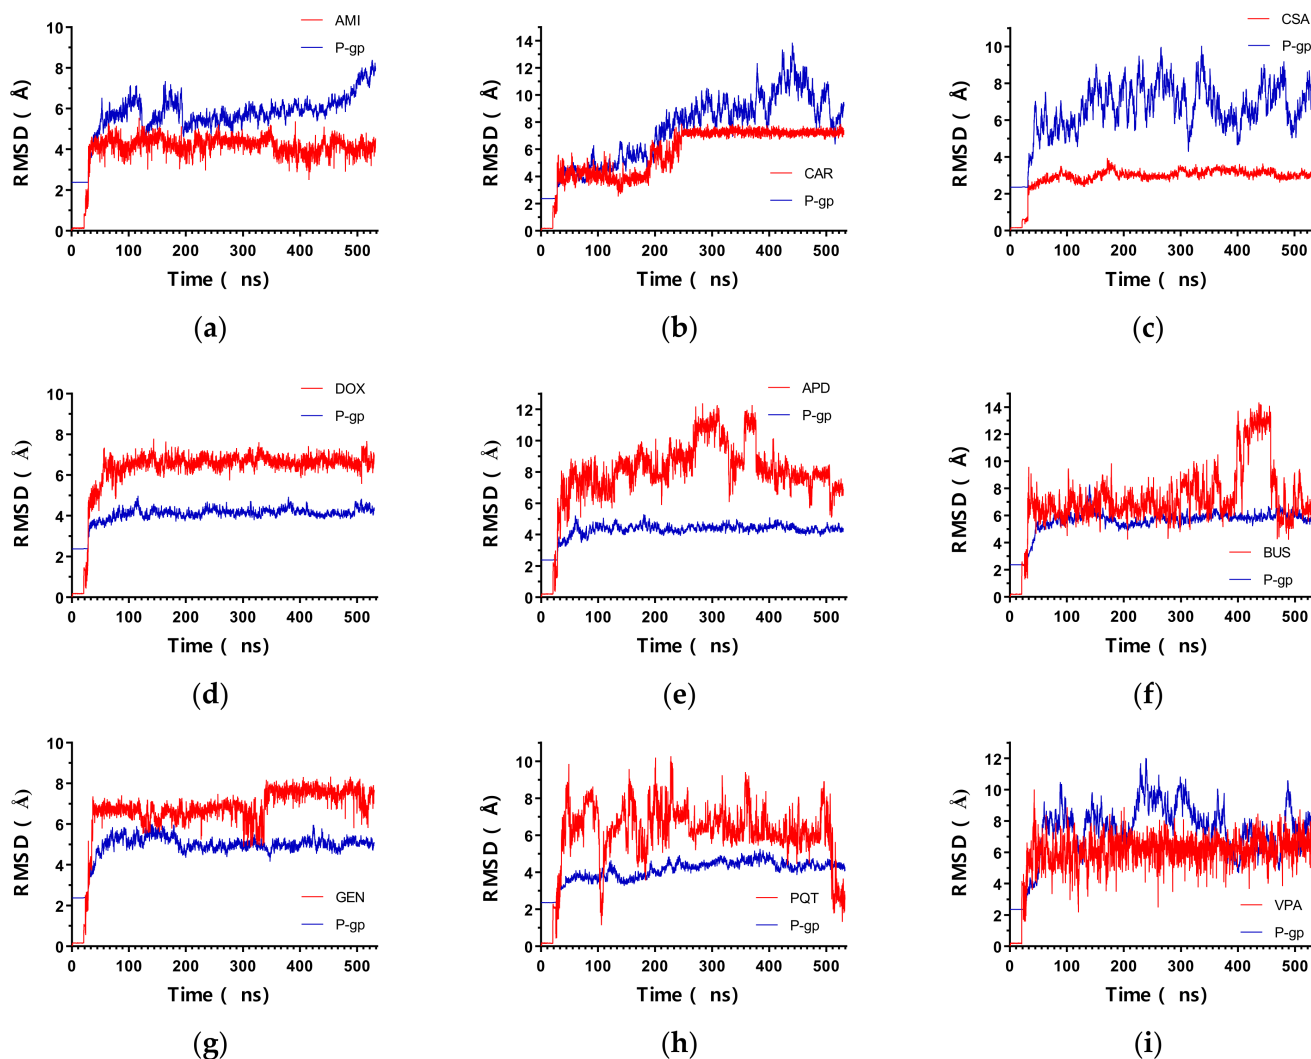 AMI
P-gp
10
8
6
4
2
0
RMSD ( Å)
0 100 200 300 400 500
Time ( ns)
(a)
CAR
P-gp
14
12
10
8
6
4
2
0
RMSD ( Å)
0 100 200 300 400 500
Time ( ns)
(b)
CSA
P-gp
10
8
6
4
2
0
RMSD ( Å)
0 100 200 300 400 500
Time ( ns)
(c)
DOX
P-gp
10
8
6
4
2
0
RMSD ( Å)
0 100 200 300 400 500
Time ( ns)
(d)
APD
P-gp
12
10
8
6
4
2
0
RMSD ( Å)
0 100 200 300 400 500
Time ( ns)
(e)
BUS
P-gp
14
12
10
8
6
4
2
0
RMSD ( Å)
0 100 200 300 400 500
Time ( ns)
(f)
GEN
P-gp
10
8
6
4
2
0
RMSD ( Å)
0 100 200 300 400 500
Time ( ns)
(g)
PQT
P-gp
10
8
6
4
2
0
RMSD ( Å)
0 100 200 300 400 500
Time ( ns)
(h)
VPA
P-gp
12
10
8
6
4
2
0
RMSD ( Å)
0 100 200 300 400 500
Time ( ns)
(i)